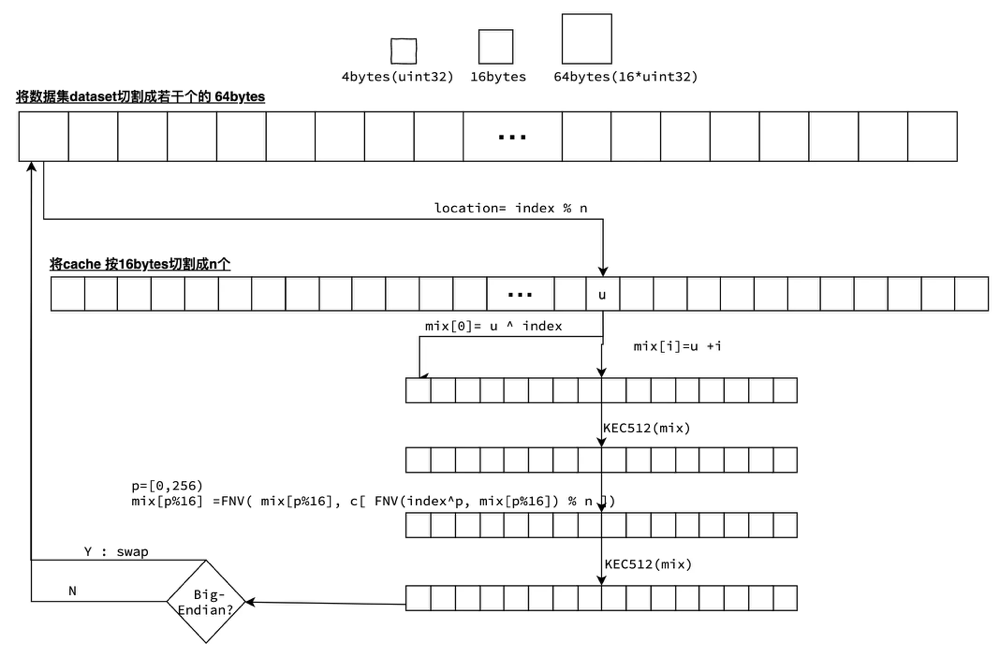 4bytes(uint32) 16bytes 64bytes(16*uint32)
将数据集dataset切割成若干个的 64bytes
...
location= index % n
将cache 按16bytes切割成n个
... u
mix[0]= u ^ index
mix[i]=u +i
KEC512(mix)
p=[0,256)
mix[p%16] =FNV( mix[p%16], c[ FNV(index^p, mix[p%16]) % n ])
KEC512(mix)
Y : swap
N
Big-
Endian?